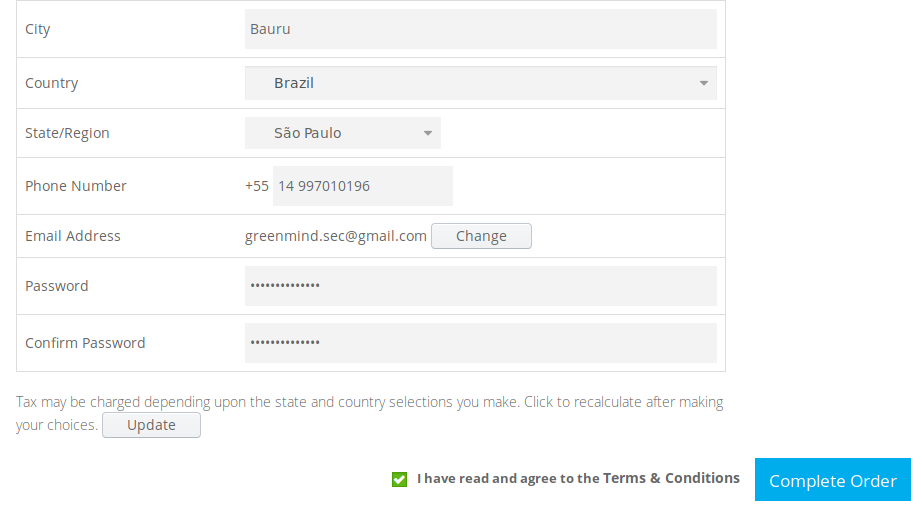 City Bauru
Country Brazil
State/Region São Paulo
Phone Number +55 14 997010196
Email Address greenmind.sec@gmail.com Change
Password ••••••••••••••
Confirm Password ••••••••••••••
Tax may be charged depending upon the state and country selections you make. Click to recalculate after making
your choices. Update
I have read and agree to the Terms & Conditions Complete Order